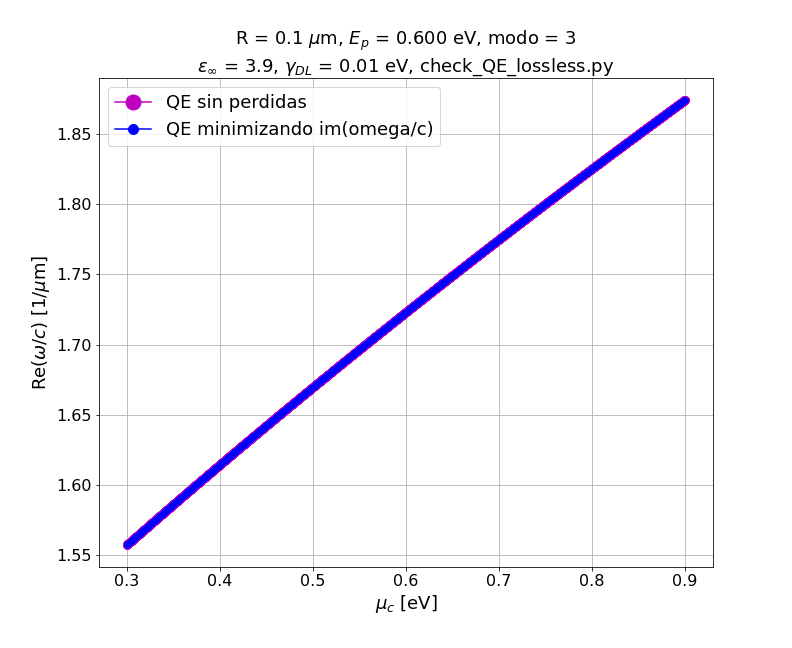 R = 0.1 μm, E_p = 0.600 eV, modo = 3
ε_∞ = 3.9, γ_DL = 0.01 eV, check_QE_lossless.py
QE sin perdidas
QE minimizando im(omega/c)
Re(ω/c) [1/μm]
1.85
1.80
1.75
1.70
1.65
1.60
1.55
0.3 0.4 0.5 0.6 0.7 0.8 0.9
μ_c [eV]